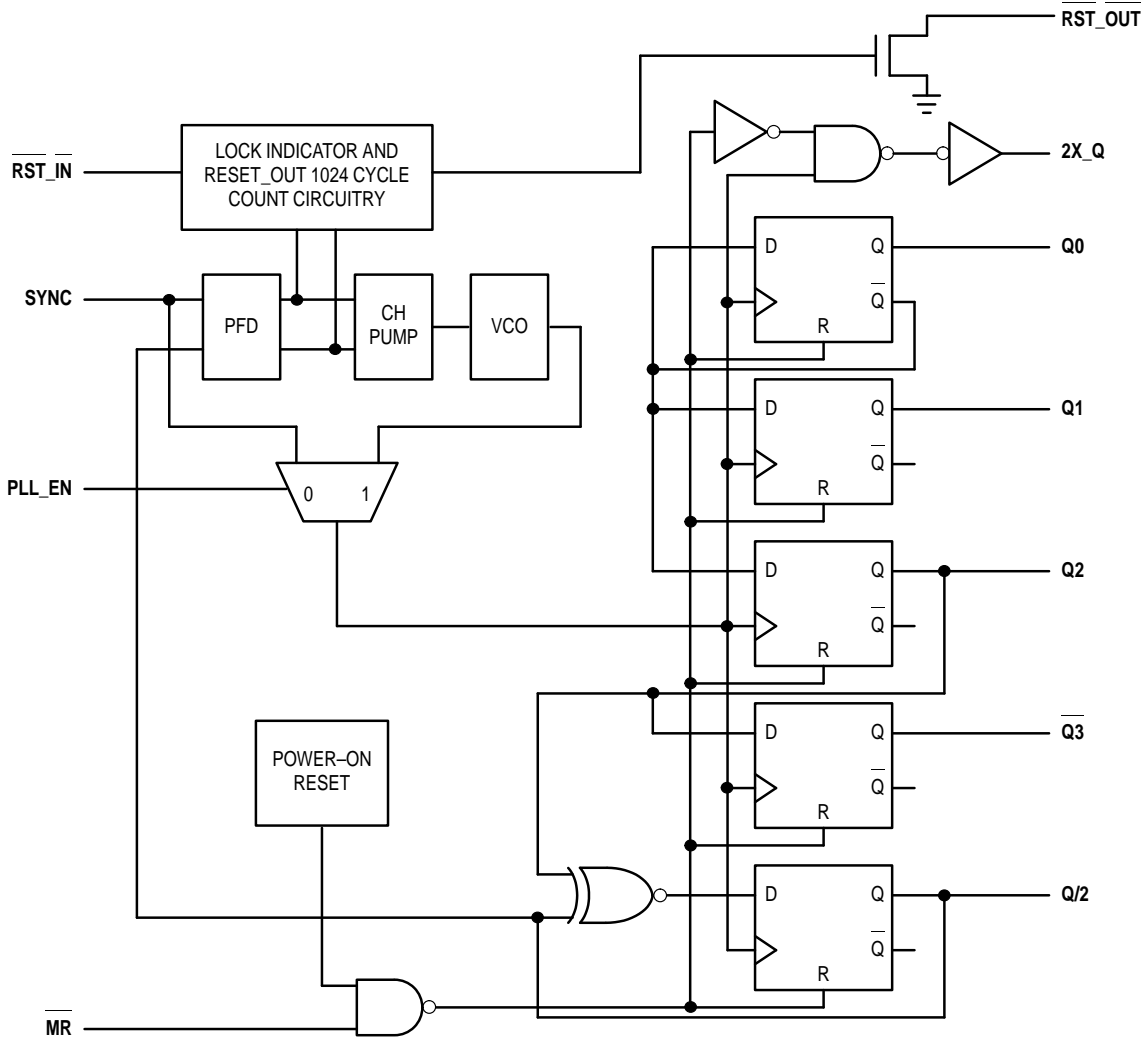 RST_OUT
LOCK INDICATOR AND
RESET_OUT 1024 CYCLE
COUNT CIRCUITRY
RST_IN
2X_Q
D Q Q0
Q
R
SYNC
PFD
CH
PUMP
VCO
D Q Q1
Q
R
PLL_EN
0 1
D Q Q2
Q
R
D Q Q3
Q
R
POWER–ON
RESET
D Q Q/2
Q
R
MR